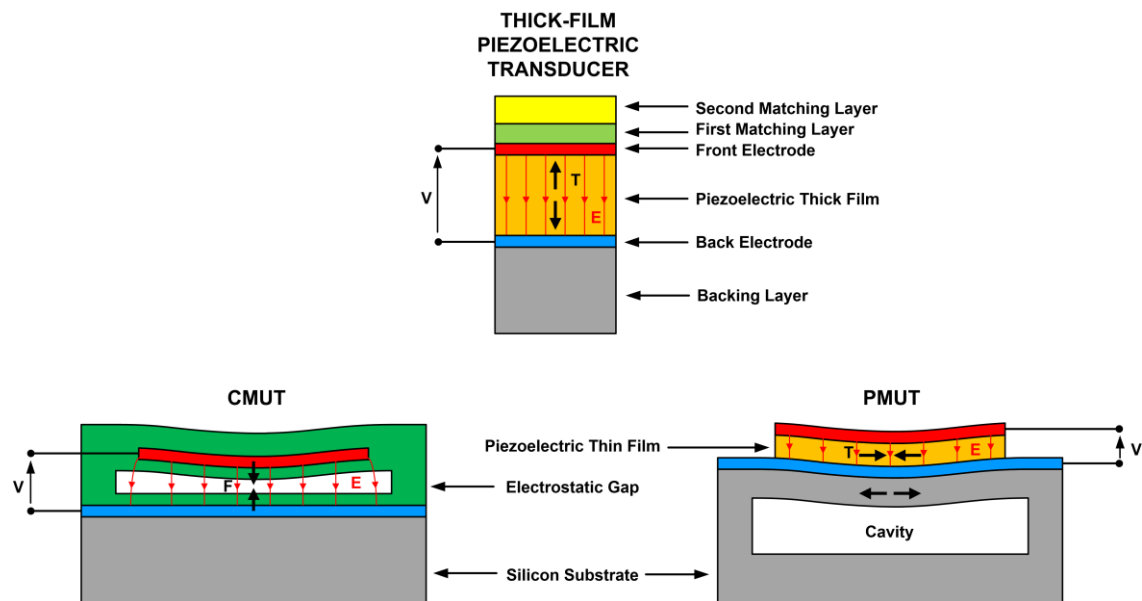 THICK-FILM
PIEZOELECTRIC
TRANSDUCER
Second Matching Layer
First Matching Layer
Front Electrode
V
T
Piezoelectric Thick Film
E
Back Electrode
Backing Layer
CMUT
PMUT
Piezoelectric Thin Film
T
E
V
V
F
E
Electrostatic Gap
Cavity
Silicon Substrate